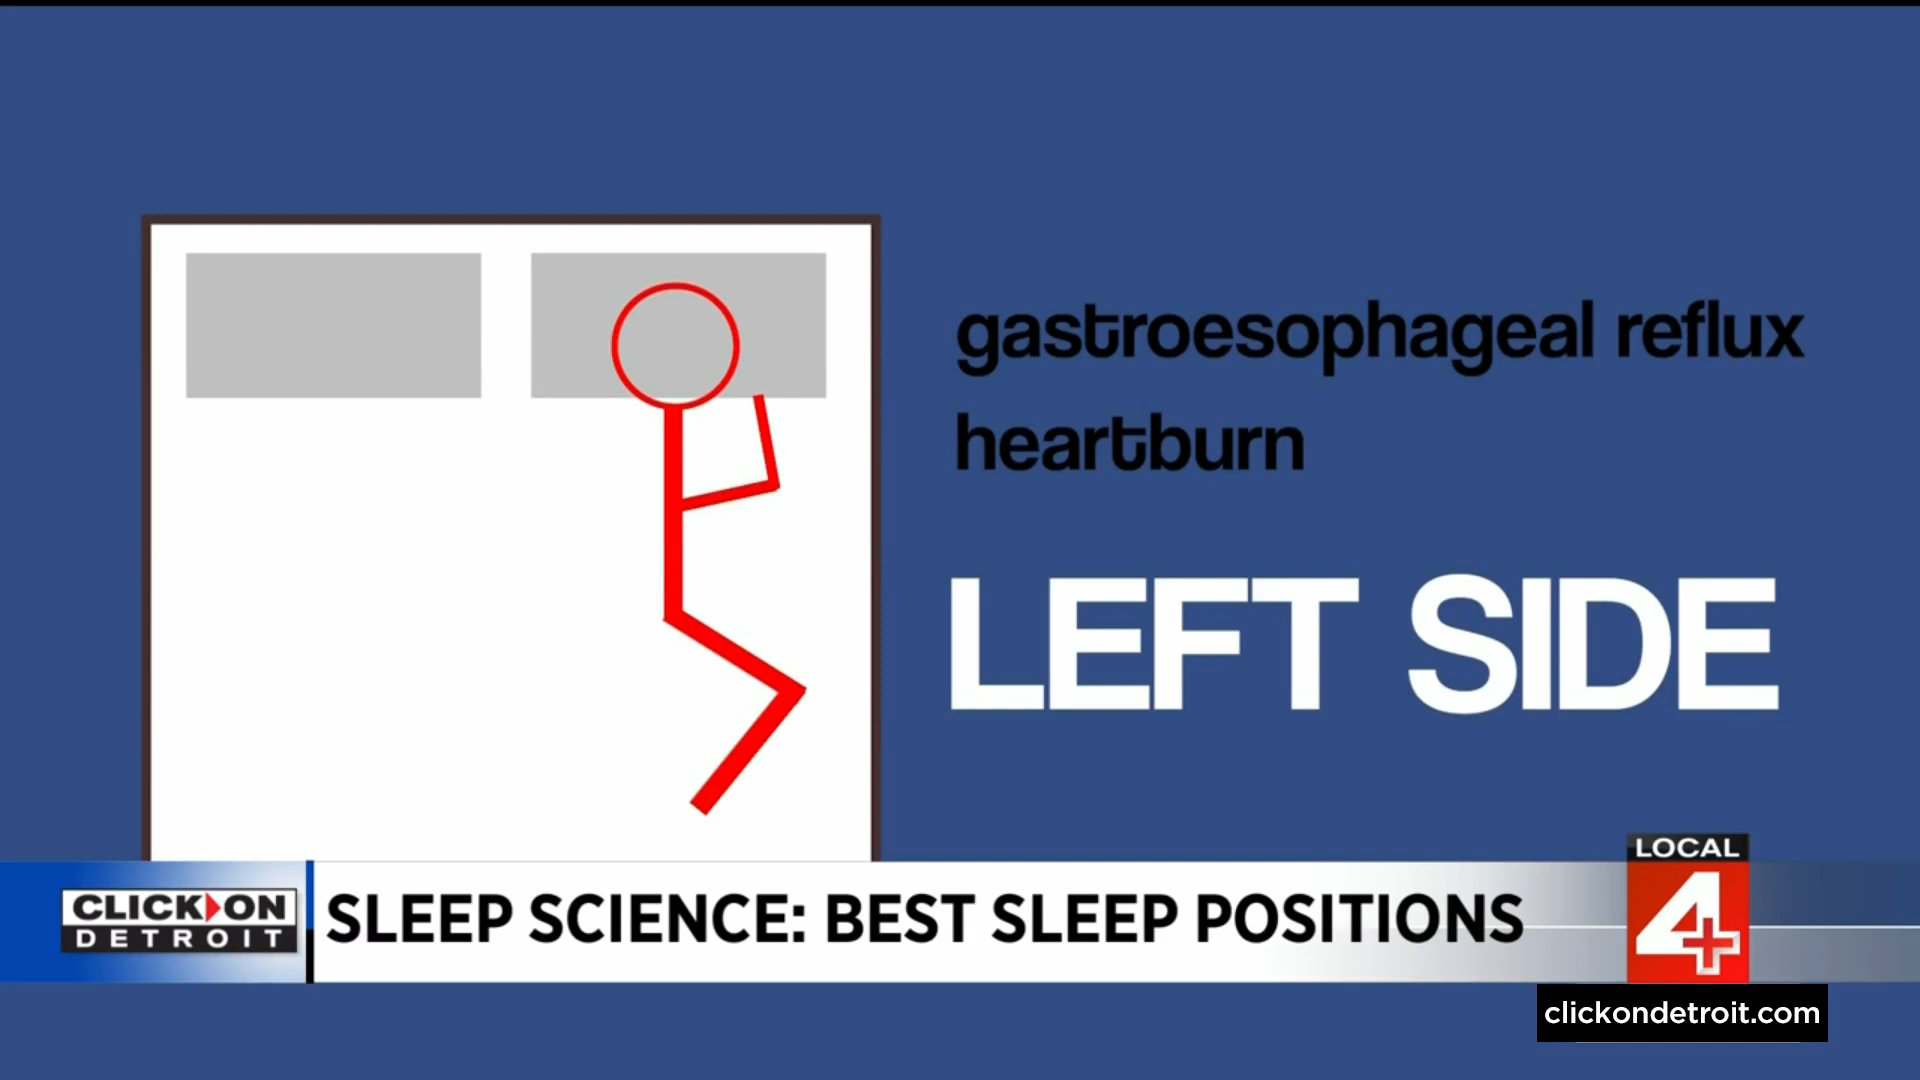 gastroesophageal reflux
heartburn
LEFT SIDE
LOCAL
4+
CLICK ON
DETROIT
SLEEP SCIENCE: BEST SLEEP POSITIONS
clickondetroit.com